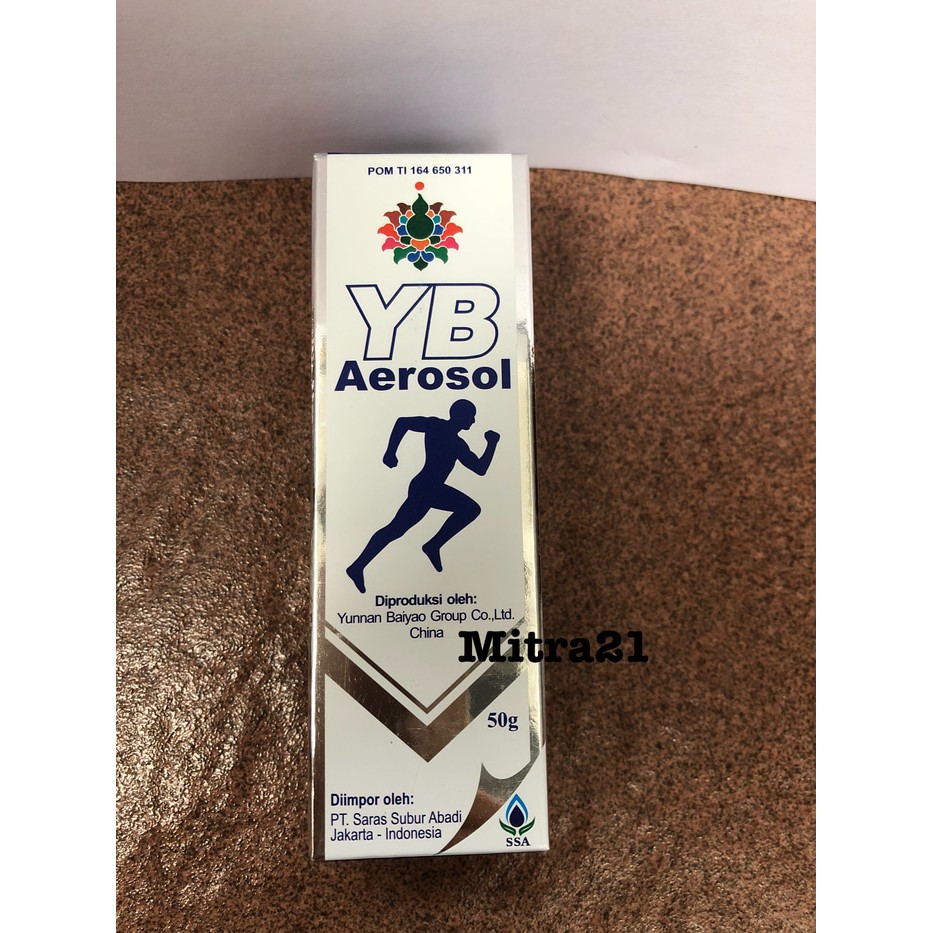 POM TI 164 650 311
YB
Aerosol
Diproduksi oleh:
Yunnan Baiyao Group Co.,Ltd.
China
Mitra21
50g
Diimpor oleh:
PT. Saras Subur Abadi
Jakarta - Indonesia
SSA